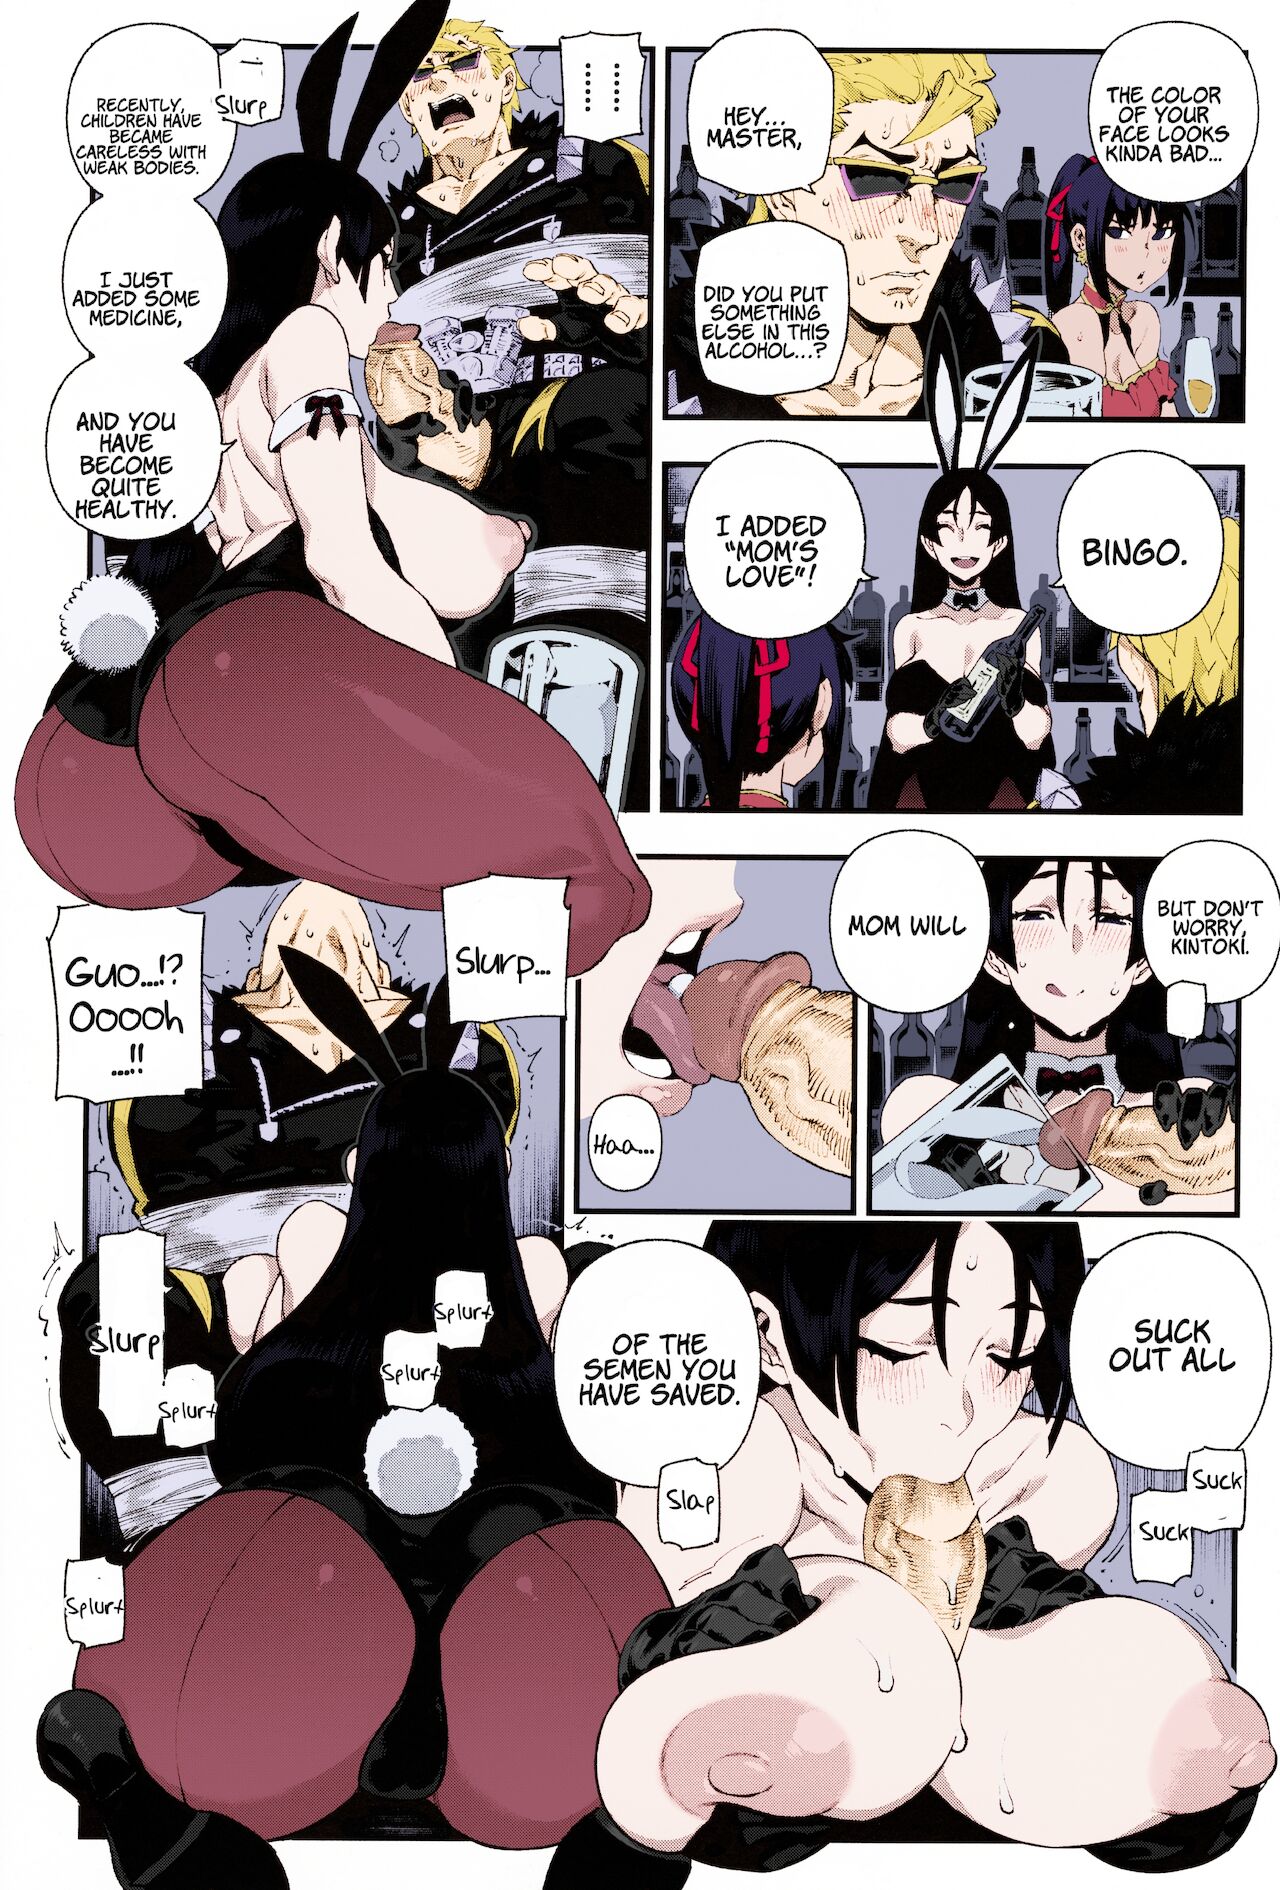 THE COLOR
OF YOUR
FACE LOOKS
KINDA BAD...
HEY...
MASTER,
DID YOU PUT
SOMETHING
ELSE IN THIS
ALCOHOL...?
BINGO.
I ADDED
"MOM'S
LOVE"!
Slurp
RECENTLY,
CHILDREN HAVE
BECAME
CARELESS WITH
WEAK BODIES.
I JUST
ADDED SOME
MEDICINE,
AND YOU
HAVE
BECOME
QUITE
HEALTHY.
BUT DON'T
WORRY,
KINTOKI.
MOM WILL
Haa...
Slurp...
Guo...!?
Ooooh
...!!
SUCK
OUT ALL
OF THE
SEMEN YOU
HAVE SAVED.
Suck
Suck
Slap
Splurt
Splurt
Slurp
Splurt
Splurt